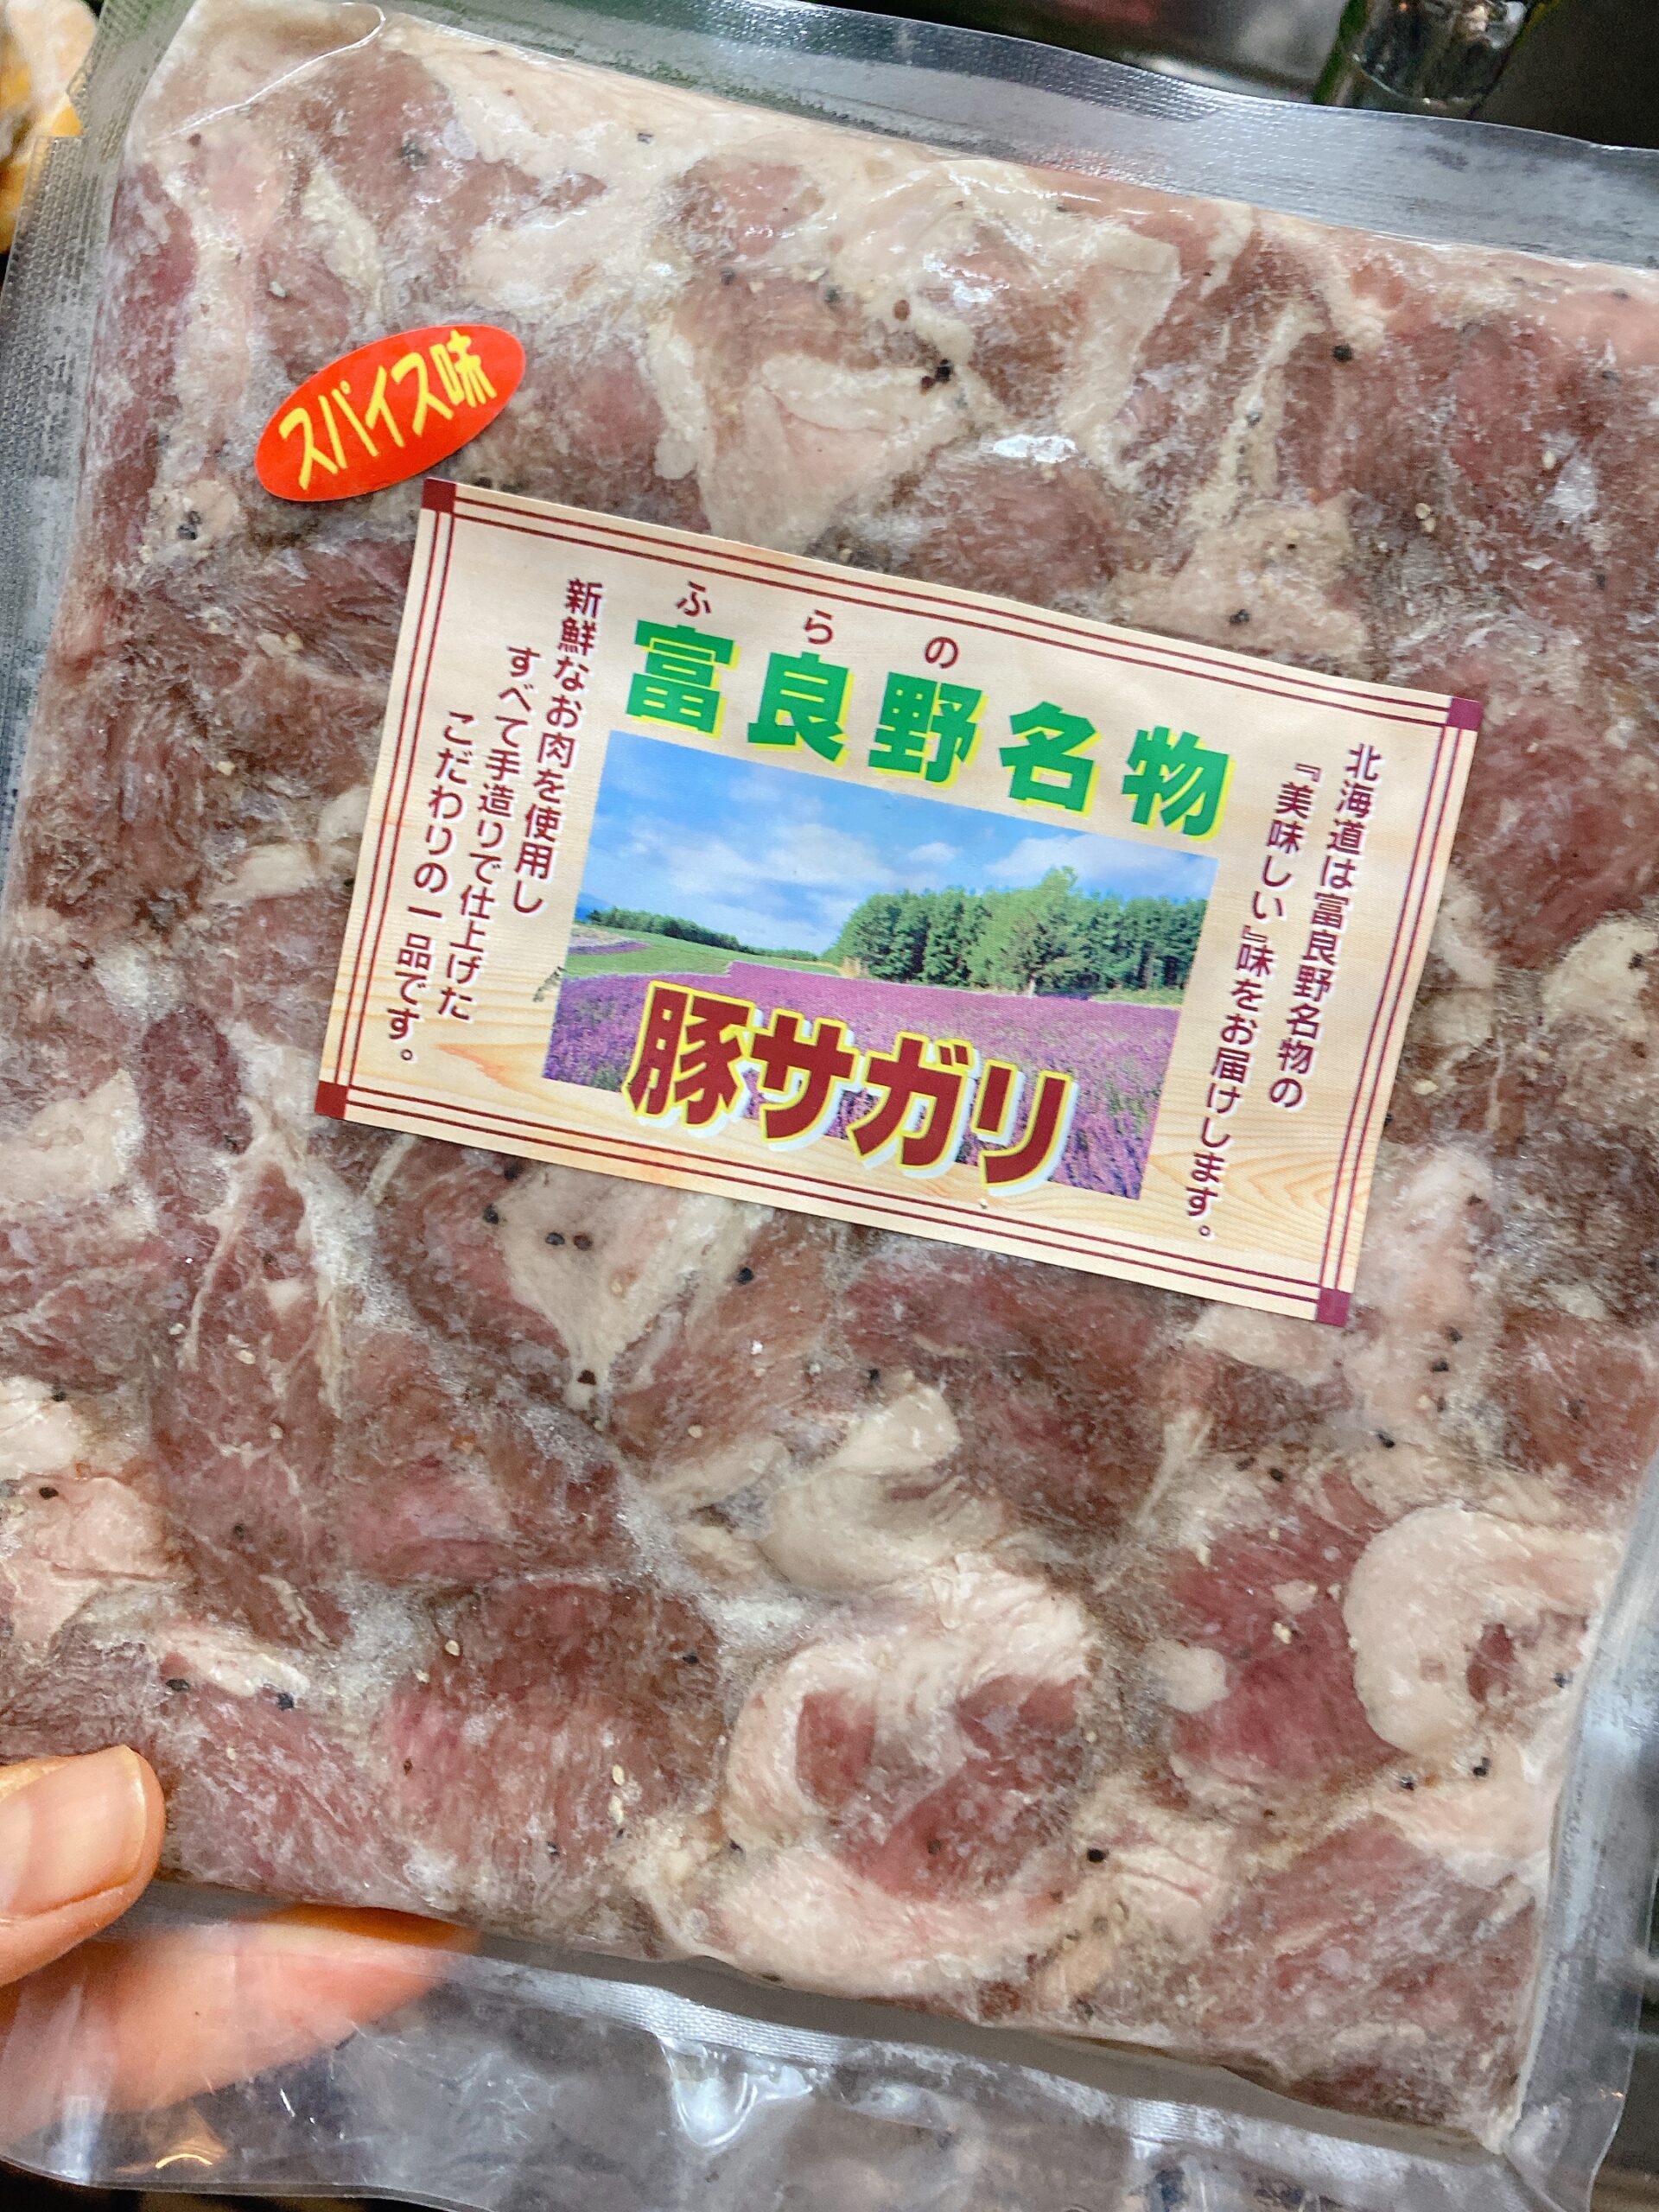 スパイス味
ふらの
富良野名物
豚サガリ
北海道は富良野名物の
『美味しい』味をお届けします。
新鮮なお肉を使用し
すべて手造りで仕上げた
こだわりの一品です。